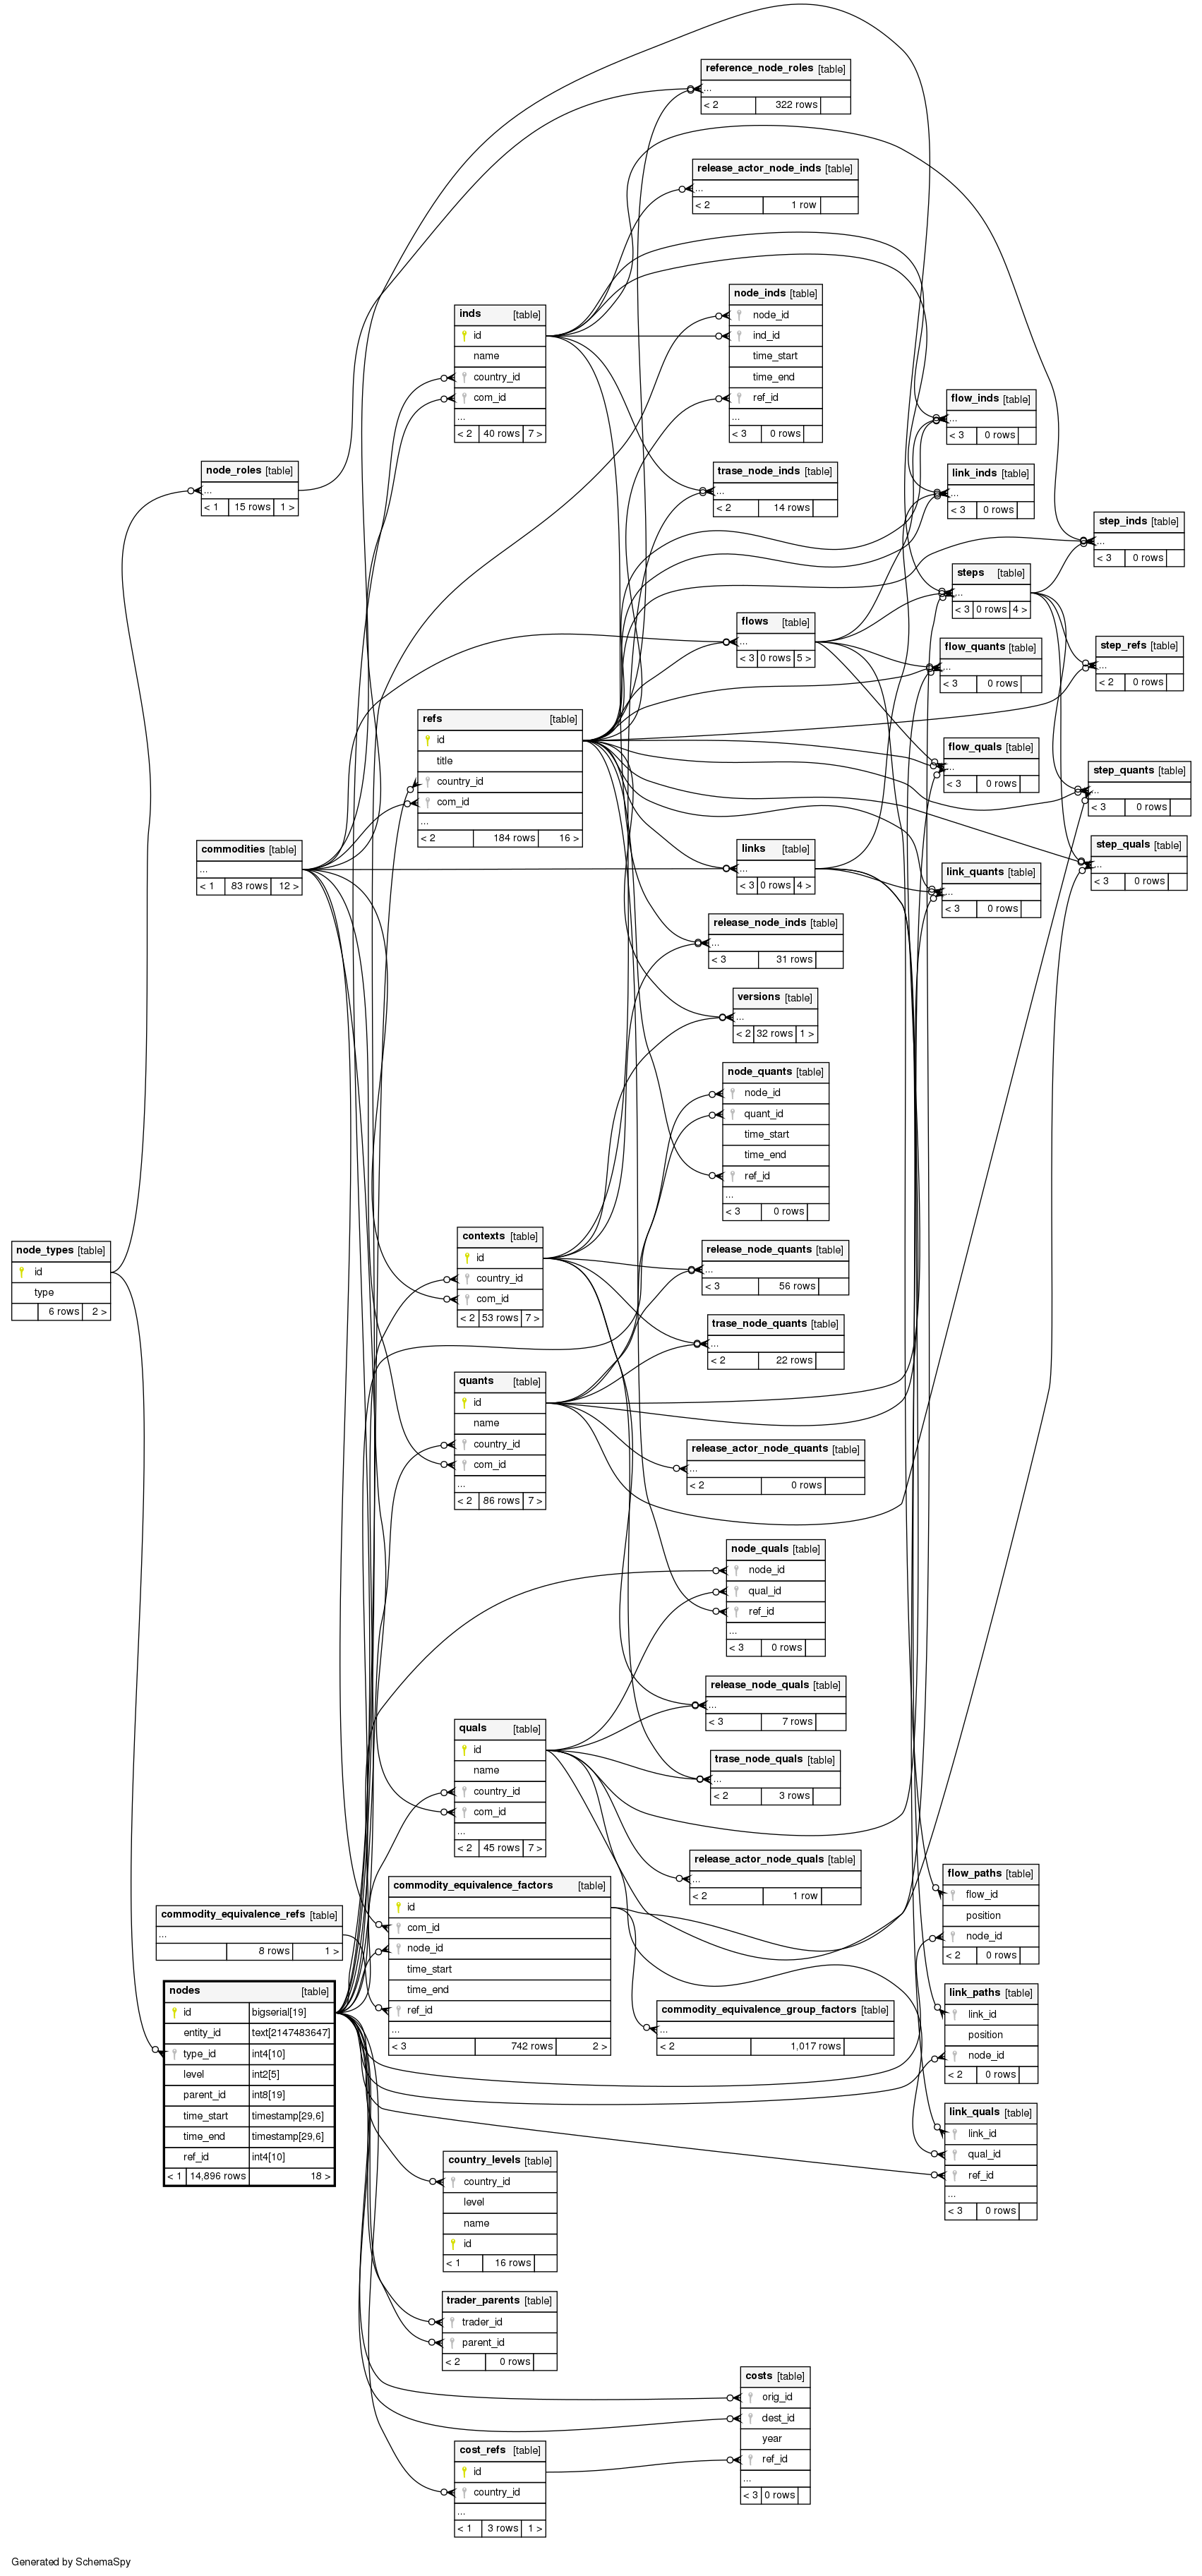 reference_node_roles [table]
...
< 2 322 rows
release_actor_node_inds [table]
...
< 2 1 row
node_inds [table]
node_id
ind_id
time_start
time_end
ref_id
...
< 3 0 rows
inds [table]
id
name
country_id
com_id
...
< 2 40 rows 7 >
flow_inds [table]
...
< 3 0 rows
node_roles [table]
...
< 1 15 rows 1 >
trase_node_inds [table]
...
< 2 14 rows
link_inds [table]
...
< 3 0 rows
step_inds [table]
...
< 3 0 rows
steps [table]
...
< 3 0 rows 4 >
flows [table]
...
< 3 0 rows 5 >
flow_quants [table]
...
< 3 0 rows
step_refs [table]
...
< 2 0 rows
refs [table]
id
title
country_id
com_id
...
< 2 184 rows 16 >
flow_quals [table]
...
< 3 0 rows
step_quants [table]
...
< 3 0 rows
commodities [table]
...
< 1 83 rows 12 >
links [table]
...
< 3 0 rows 4 >
step_quals [table]
...
< 3 0 rows
link_quants [table]
...
< 3 0 rows
release_node_inds [table]
...
< 3 31 rows
versions [table]
...
< 2 32 rows 1 >
node_quants [table]
node_id
quant_id
time_start
time_end
ref_id
...
< 3 0 rows
contexts [table]
id
country_id
com_id
< 2 53 rows 7 >
node_types [table]
id
type
6 rows 2 >
release_node_quants [table]
...
< 3 56 rows
trase_node_quants [table]
...
< 2 22 rows
quants [table]
id
name
country_id
com_id
...
< 2 86 rows 7 >
release_actor_node_quants [table]
...
< 2 0 rows
node_quals [table]
node_id
qual_id
ref_id
...
< 3 0 rows
release_node_quals [table]
...
< 3 7 rows
quals [table]
id
name
country_id
com_id
...
< 2 45 rows 7 >
trase_node_quals [table]
...
< 2 3 rows
release_actor_node_quals [table]
...
< 2 1 row
flow_paths [table]
flow_id
position
node_id
< 2 0 rows
commodity_equivalence_factors [table]
id
com_id
node_id
time_start
time_end
ref_id
...
< 3 742 rows 2 >
commodity_equivalence_refs [table]
...
8 rows 1 >
nodes [table]
id bigserial[19]
entity_id text[2147483647]
type_id int4[10]
level int2[5]
parent_id int8[19]
time_start timestamp[29,6]
time_end timestamp[29,6]
ref_id int4[10]
< 1 14,896 rows 18 >
commodity_equivalence_group_factors [table]
...
< 2 1,017 rows
link_paths [table]
link_id
position
node_id
< 2 0 rows
link_quals [table]
link_id
qual_id
ref_id
...
< 3 0 rows
country_levels [table]
country_id
level
name
id
< 1 16 rows
trader_parents [table]
trader_id
parent_id
< 2 0 rows
costs [table]
orig_id
dest_id
year
ref_id
...
< 3 0 rows
cost_refs [table]
id
country_id
...
< 1 3 rows 1 >
Generated by SchemaSpy